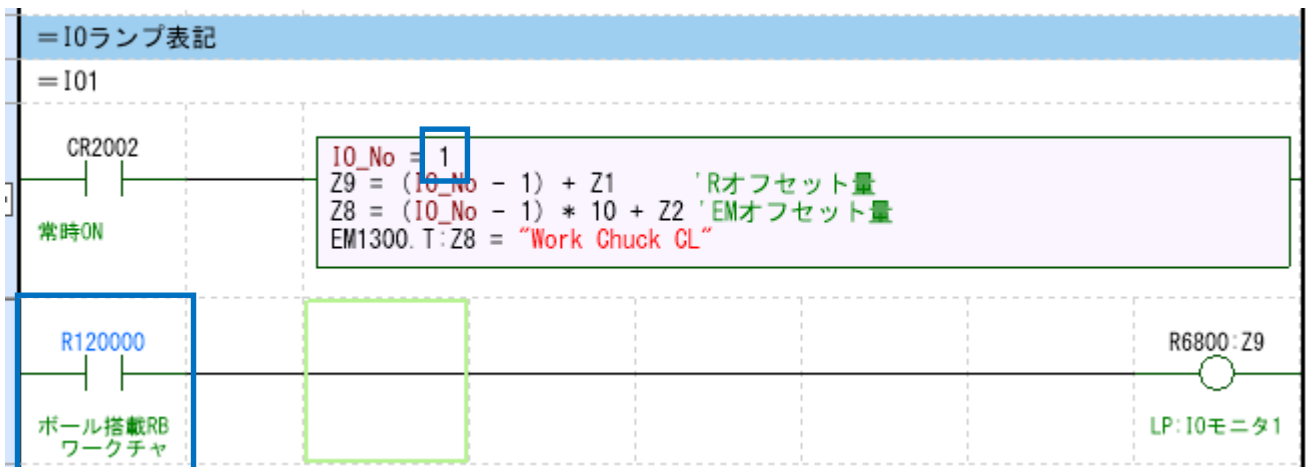 ＝IOランプ表記
＝IO1
CR2002
常時ON
IO_No = 1
Z9 = (IO_No - 1) + Z1 'Rオフセット量
Z8 = (IO_No - 1) * 10 + Z2 'EMオフセット量
EM1300.T:Z8 = "Work Chuck CL"
R120000
R6800:Z9
ボール搭載RB
ワークチャ
LP:IOモニタ1